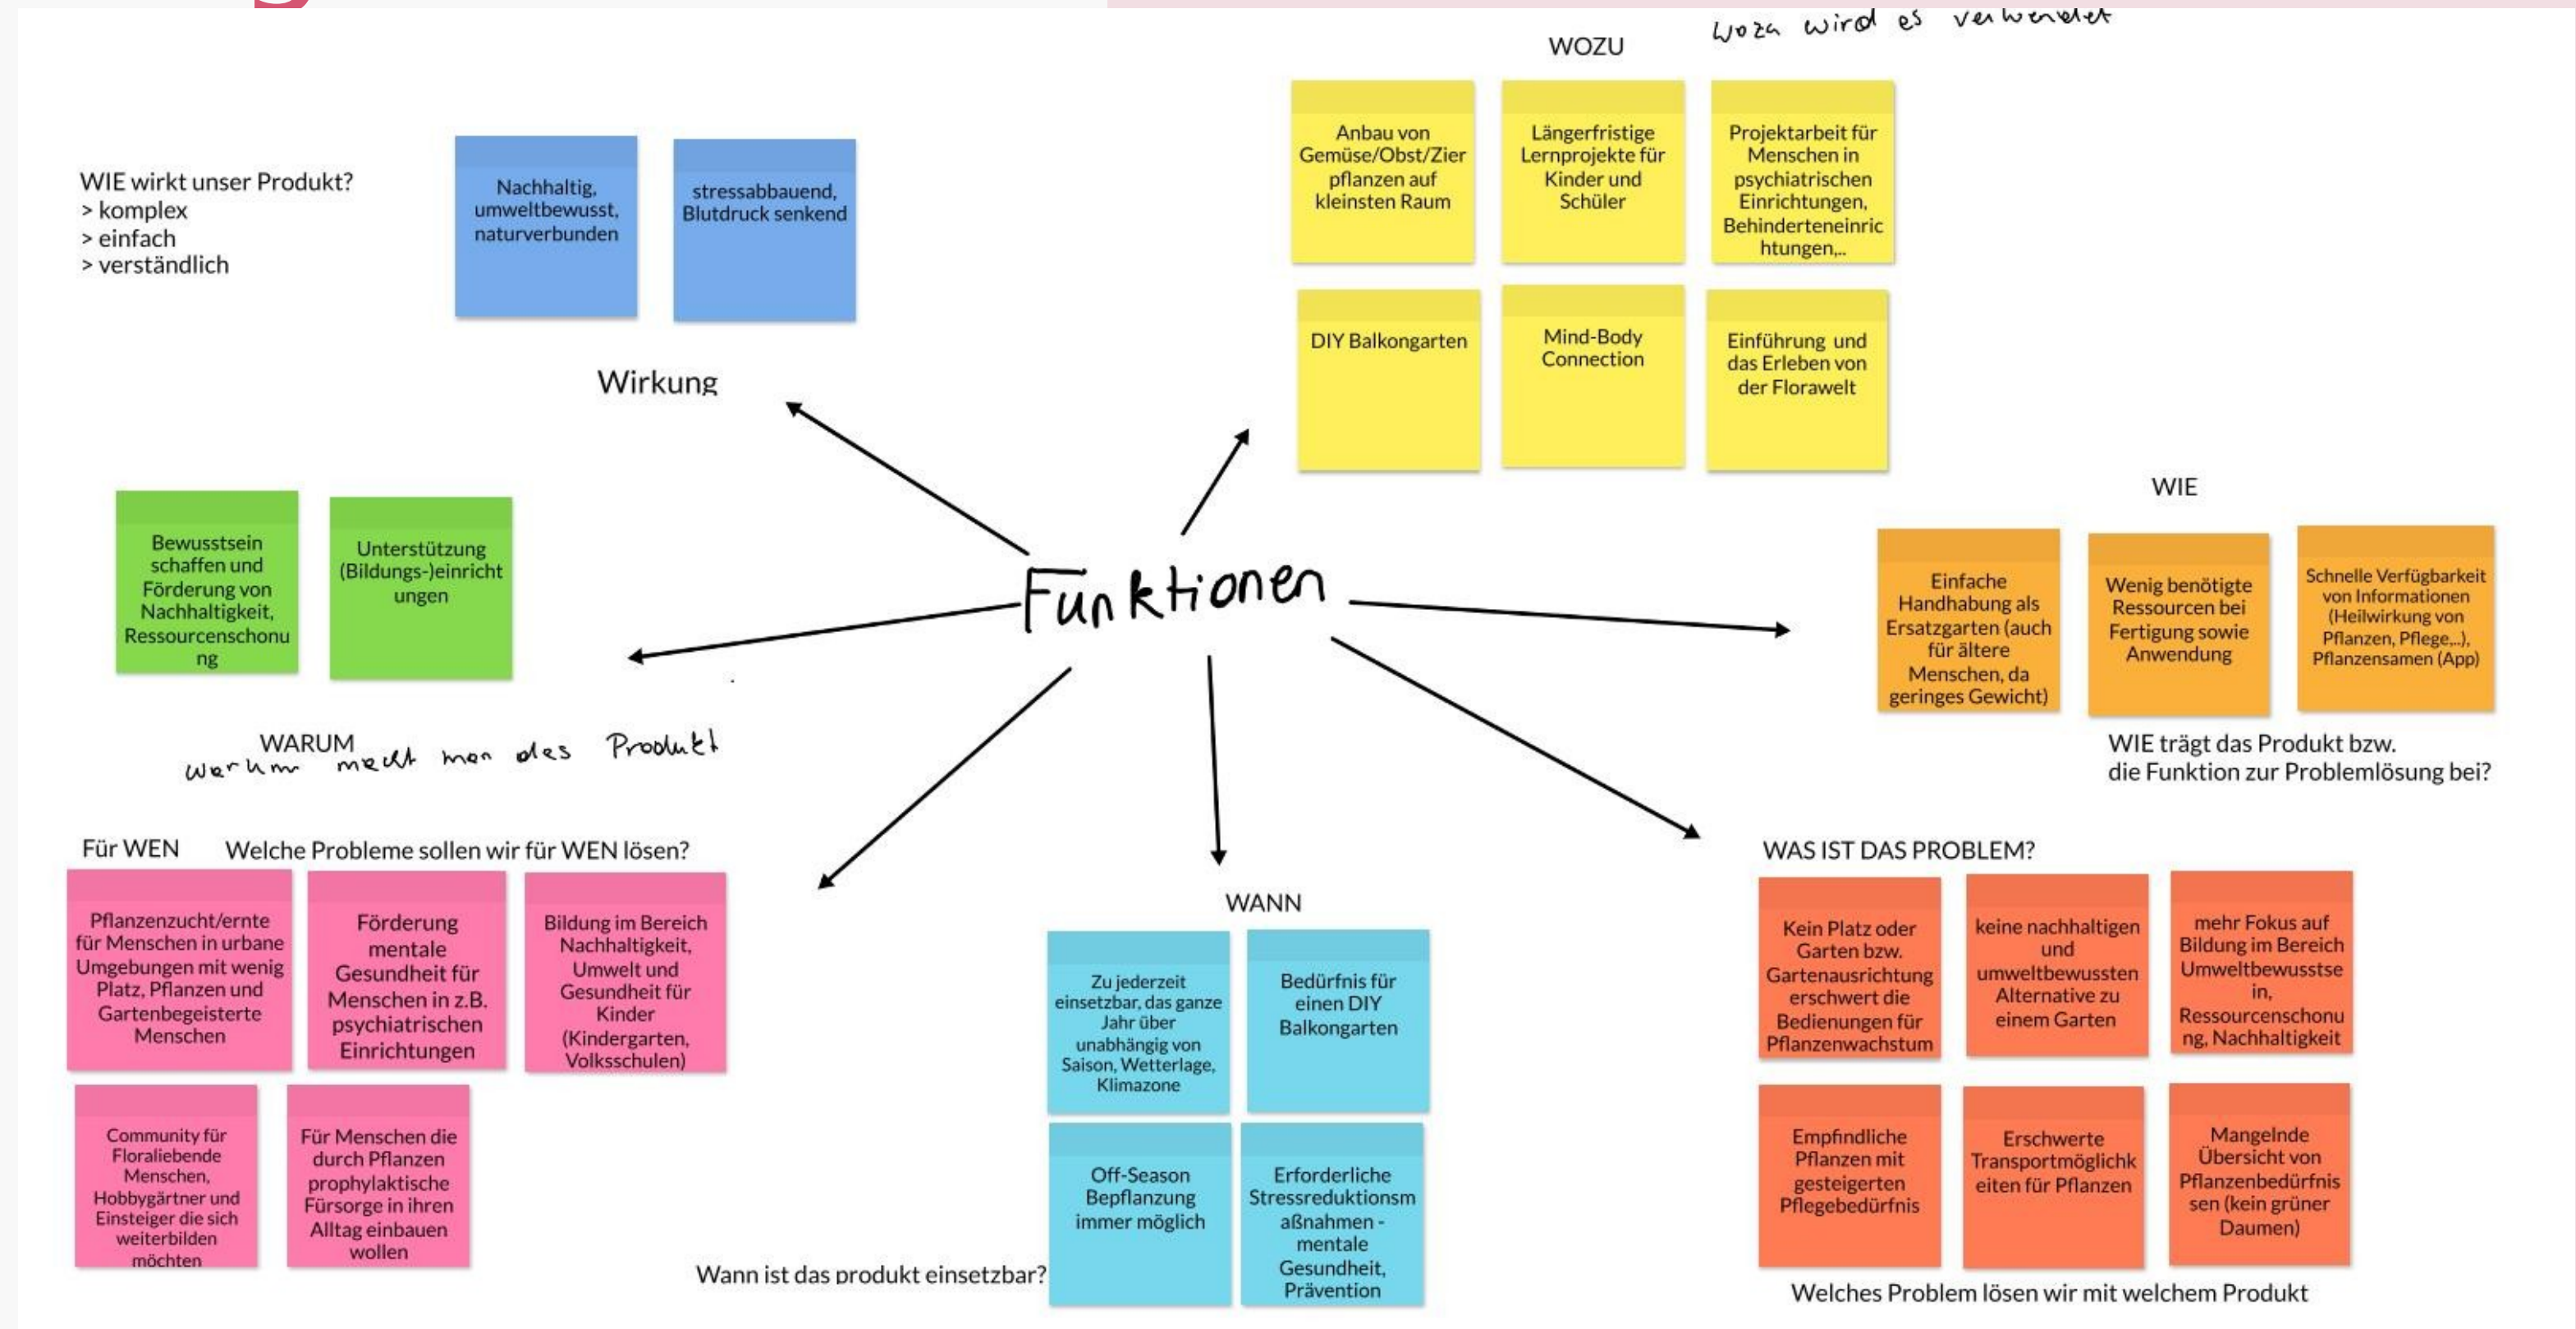 WOZU
Woza wird es verwendet
Anbau von
Gemüse/Obst/Zier
pflanzen auf
kleinsten Raum
Längerfristige
Lernprojekte für
Kinder und
Schüler
Projektarbeit für
Menschen in
psychiatrischen
Einrichtungen,
Behinderteneinric
htungen,..
DIY Balkongarten
Mind-Body
Connection
Einführung und
das Erleben von
der Florawelt
WIE wirkt unser Produkt?
> komplex
> einfach
> verständlich
Nachhaltig,
umweltbewusst,
naturverbunden
stressabbauend,
Blutdruck senkend
Wirkung
Funktionen
Bewusstsein
schaffen und
Förderung von
Nachhaltigkeit,
Ressourcenschonu
ng
Unterstützung
(Bildungs-)einricht
ungen
WARUM
warum macht man das Produkt
WIE
Einfache
Handhabung als
Ersatzgarten (auch
für ältere
Menschen, da
geringes Gewicht)
Wenig benötigte
Ressourcen bei
Fertigung sowie
Anwendung
Schnelle Verfügbarkeit
von Informationen
(Heilwirkung von
Pflanzen, Pflege,..),
Pflanzensamen (App)
WIE trägt das Produkt bzw.
die Funktion zur Problemlösung bei?
Für WEN
Welche Probleme sollen wir für WEN lösen?
Pflanzenzucht/ernte
für Menschen in urbane
Umgebungen mit wenig
Platz, Pflanzen und
Gartenbegeisterte
Menschen
Förderung
mentale
Gesundheit für
Menschen in z.B.
psychiatrischen
Einrichtungen
Bildung im Bereich
Nachhaltigkeit,
Umwelt und
Gesundheit für
Kinder
(Kindergarten,
Volksschulen)
Community für
Floraliebende
Menschen,
Hobbygärtner und
Einsteiger die sich
weiterbilden
möchten
Für Menschen die
durch Pflanzen
prophylaktische
Fürsorge in ihren
Alltag einbauen
wollen
WANN
Zu jederzeit
einsetzbar, das ganze
Jahr über
unabhängig von
Saison, Wetterlage,
Klimazone
Bedürfnis für
einen DIY
Balkongarten
Off-Season
Bepflanzung
immer möglich
Erforderliche
Stressreduktionsm
aßnahmen -
mentale
Gesundheit,
Prävention
Wann ist das produkt einsetzbar?
WAS IST DAS PROBLEM?
Kein Platz oder
Garten bzw.
Gartenausrichtung
erschwert die
Bedienungen für
Pflanzenwachstum
keine nachhaltigen
und
umweltbewussten
Alternative zu
einem Garten
mehr Fokus auf
Bildung im Bereich
Umweltbewusstse
in,
Ressourcenschonu
ng, Nachhaltigkeit
Empfindliche
Pflanzen mit
gesteigerten
Pflegebedürfnis
Erschwerte
Transportmöglichk
eiten für Pflanzen
Mangelnde
Übersicht von
Pflanzenbedürfnis
sen (kein grüner
Daumen)
Welches Problem lösen wir mit welchem Produkt